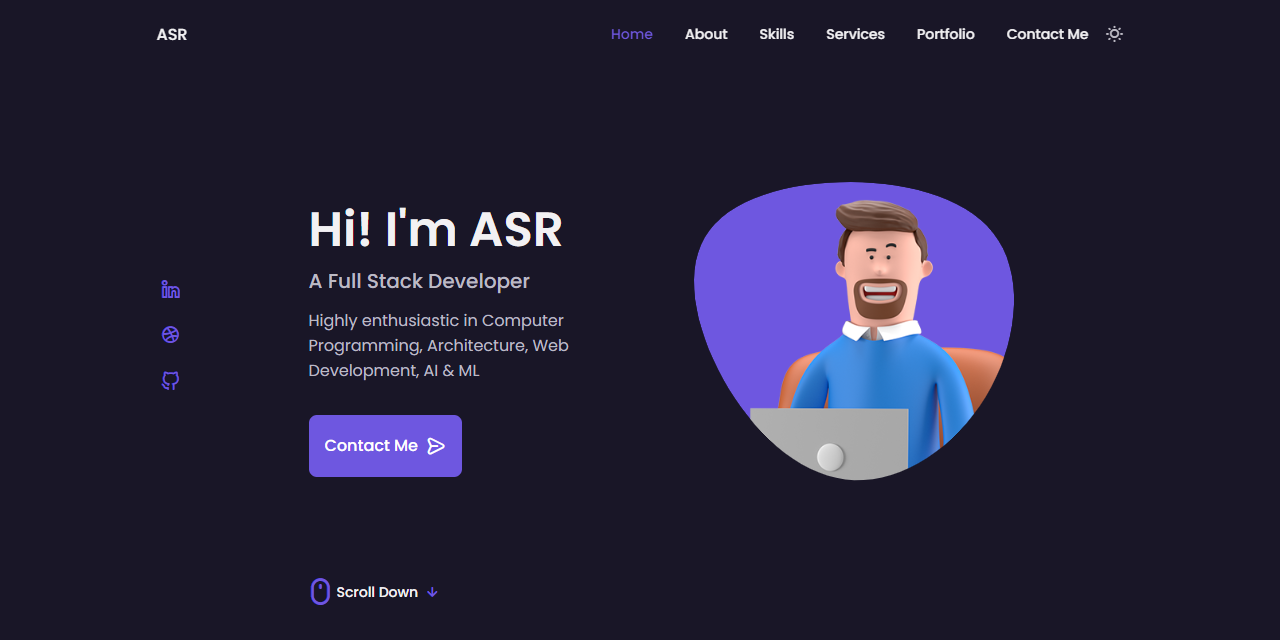 ASR
Home About Skills Services Portfolio Contact Me
Hi! I'm ASR
A Full Stack Developer
Highly enthusiastic in Computer
Programming, Architecture, Web
Development, AI & ML
Contact Me
Scroll Down